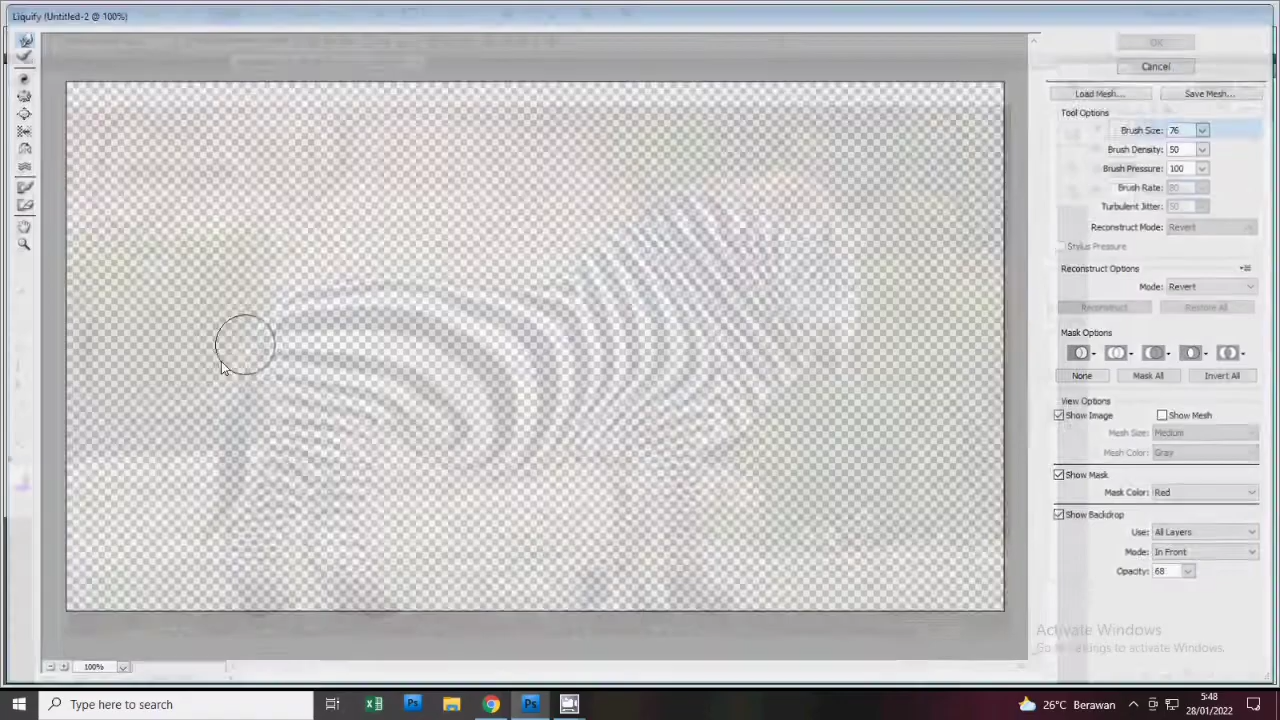 Liquify (Untitled-2 @ 100%)
OK
Cancel
Load Mesh...
Save Mesh...
Tool Options
Brush Size: 76
Brush Density: 50
Brush Pressure: 100
Brush Rate: 80
Turbulent Jitter: 50
Reconstruct Mode: Revert
Stylus Pressure
Reconstruct Options
Mode: Revert
Reconstruct
Restore All
Mask Options
None
Mask All
Invert All
View Options
Show Image
Show Mesh
Mesh Size: Medium
Mesh Color: Gray
Show Mask
Mask Color: Red
Show Backdrop
Use: All Layers
Mode: In Front
Opacity: 68
Activate Windows
to activate Windows.
100%
Type here to search
26°C Berawan
5:48
28/01/2022